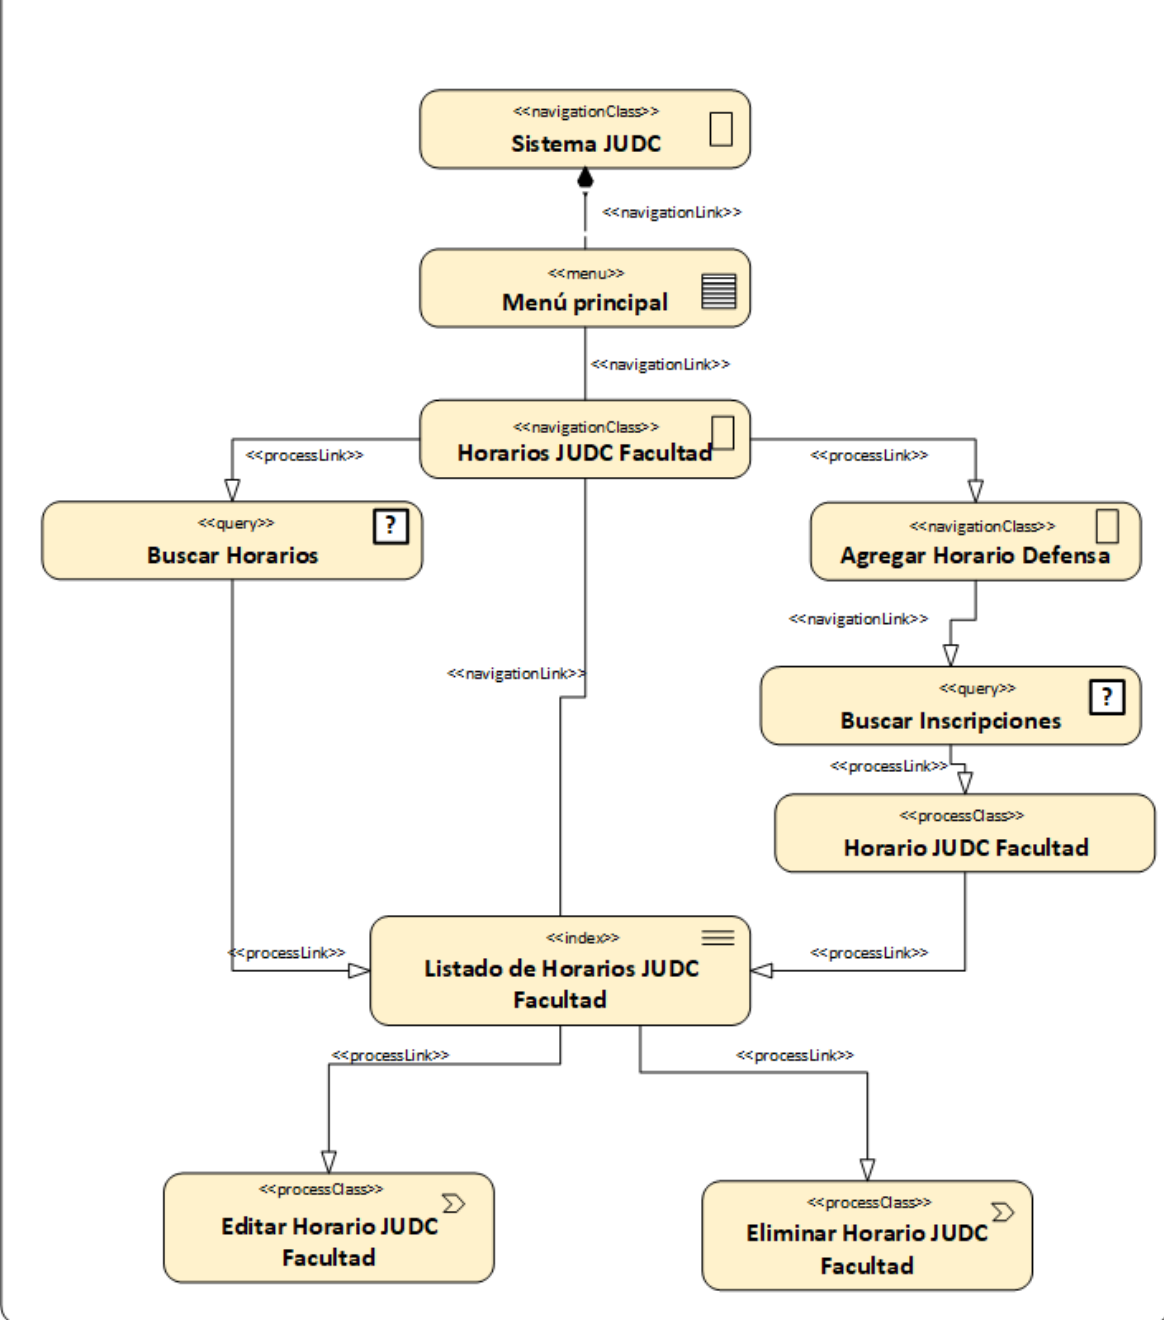 <<navigationClass>>
Sistema JUDC
<<navigationLink>>
<<menu>>
Menú principal
<<navigationLink>>
<<navigationClass>>
Horarios JUDC Facultad
<<processLink>>
<<processLink>>
<<query>>
?
Buscar Horarios
<<navigationClass>>
Agregar Horario Defensa
<<navigationLink>>
<<navigationLink>>
<<query>>
?
Buscar Inscripciones
<<processLink>>
<<processClass>>
Horario JUDC Facultad
<<processLink>>
<<index>>
Listado de Horarios JUDC
Facultad
<<processLink>>
<<processLink>>
<<processLink>>
<<processClass>>
Editar Horario JUDC
Facultad
<<processClass>>
Eliminar Horario JUDC
Facultad